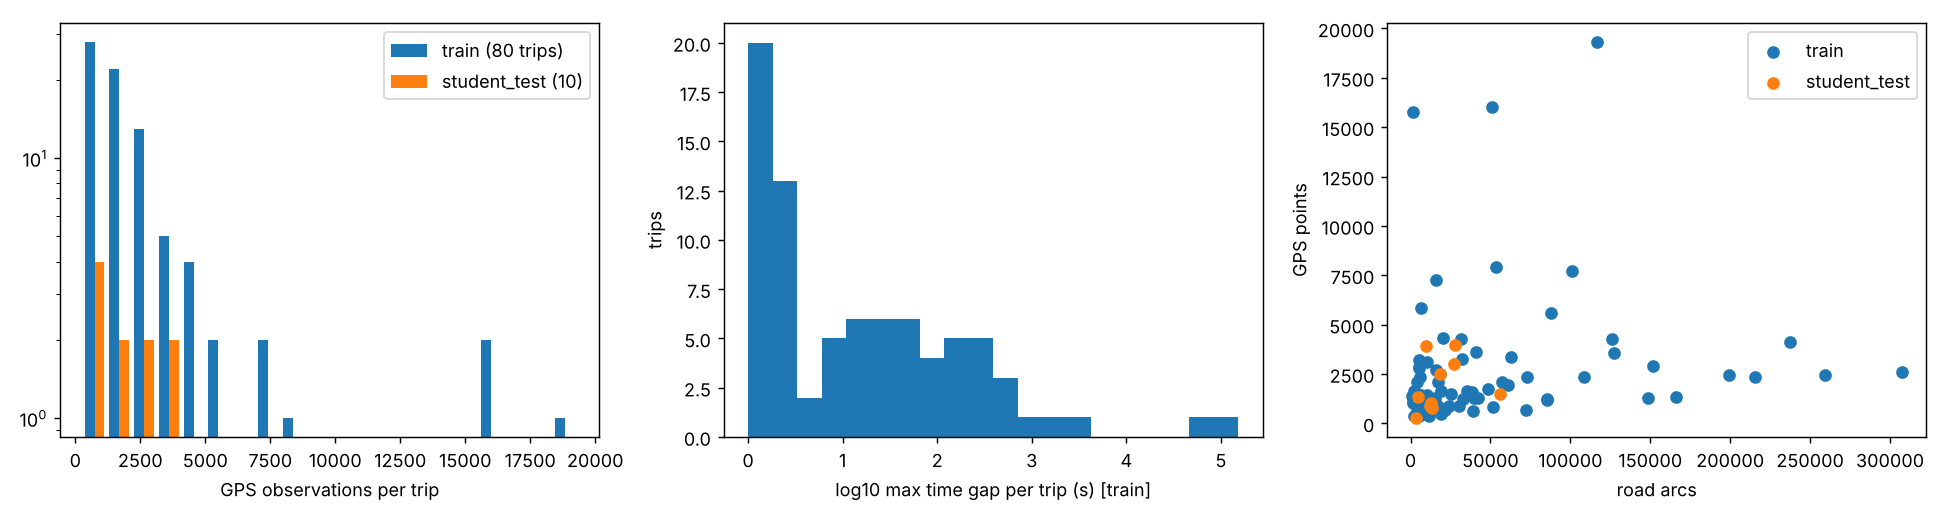 train (80 trips)
student_test (10)
10^1
10^0
0 2500 5000 7500 10000 12500 15000 17500 20000
GPS observations per trip
20.0
17.5
15.0
12.5
10.0
7.5
5.0
2.5
0.0
trips
0 1 2 3 4 5
log10 max time gap per trip (s) [train]
train
student_test
20000
17500
15000
12500
10000
7500
5000
2500
0
GPS points
0 50000 100000 150000 200000 250000 300000
road arcs